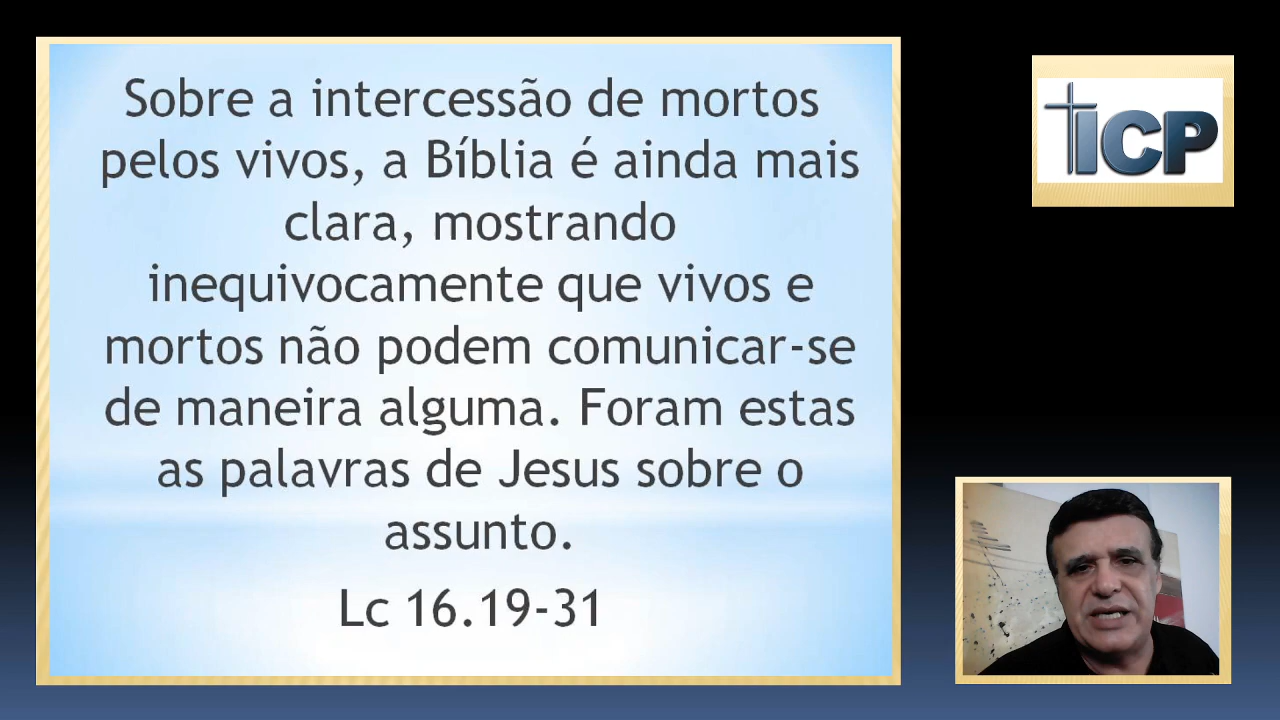 Sobre a intercessão de mortos
pelos vivos, a Bíblia é ainda mais
clara, mostrando
inequivocamente que vivos e
mortos não podem comunicar-se
de maneira alguma. Foram estas
as palavras de Jesus sobre o
assunto.
Lc 16.19-31
ICP